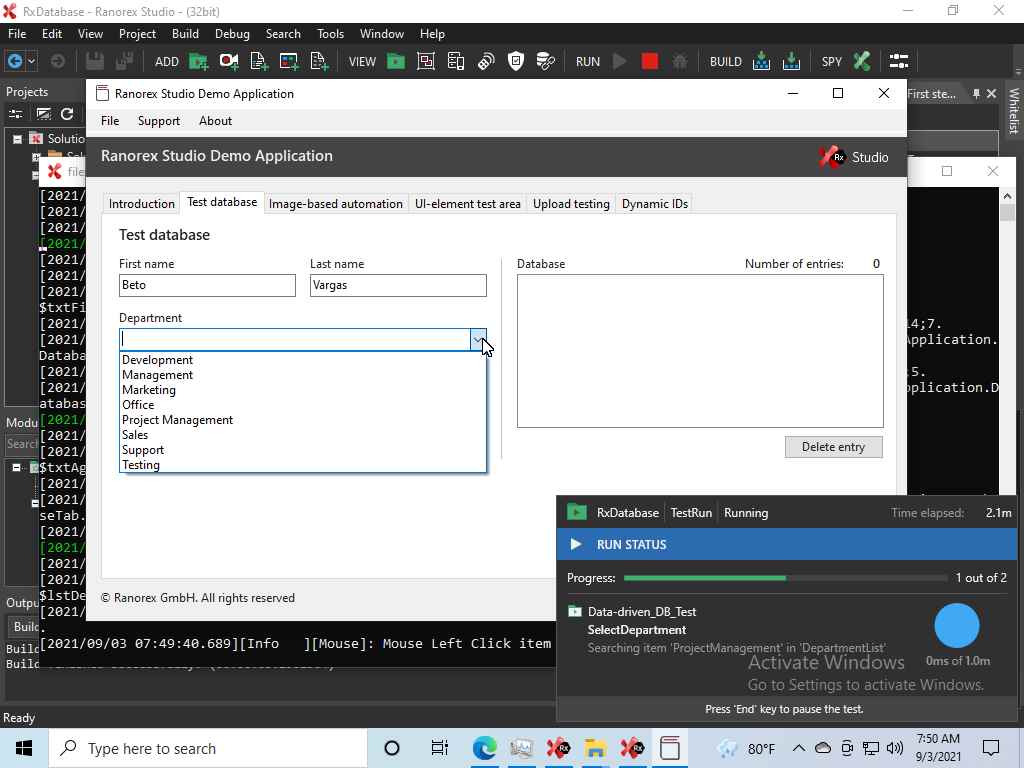 RxDatabase - Ranorex Studio - (32bit)
File Edit View Project Build Debug Search Tools Window Help
ADD VIEW RUN BUILD SPY
Projects
First ste...
Whitelist
Ranorex Studio Demo Application
File Support About
Ranorex Studio Demo Application
Rx Studio
Introduction Test database Image-based automation UI-element test area Upload testing Dynamic IDs
Test database
First name Last name
Beto Vargas
Department
Development
Management
Marketing
Office
Project Management
Sales
Support
Testing
Database Number of entries: 0
Delete entry
© Ranorex GmbH. All rights reserved
Solutio
file
[2021/
[2021/
[2021/
[2021/
[2021/
[2021/
[2021/
$txtFi
[2021/ 14;7.
[2021/ Application.
Databa
[2021/ ;5.
[2021/ pplication.D
atabas
[2021/
[2021/
[2021/
$txtAg
[2021/
[2021/
seTab.
[2021/
[2021/
[2021/
[2021/
$lstDe
[2021/
.
[2021/09/03 07:49:40.689][Info ][Mouse]: Mouse Left Click item
Modu
Search
Outpu
Build
Build
Build
Ready
RxDatabase TestRun Running Time elapsed: 2.1m
RUN STATUS
Progress: 1 out of 2
Data-driven_DB_Test
SelectDepartment
Searching item 'ProjectManagement' in 'DepartmentList'
0ms of 1.0m
Activate Windows
Go to Settings to activate Windows.
Press 'End' key to pause the test.
Type here to search
80°F
7:50 AM
9/3/2021